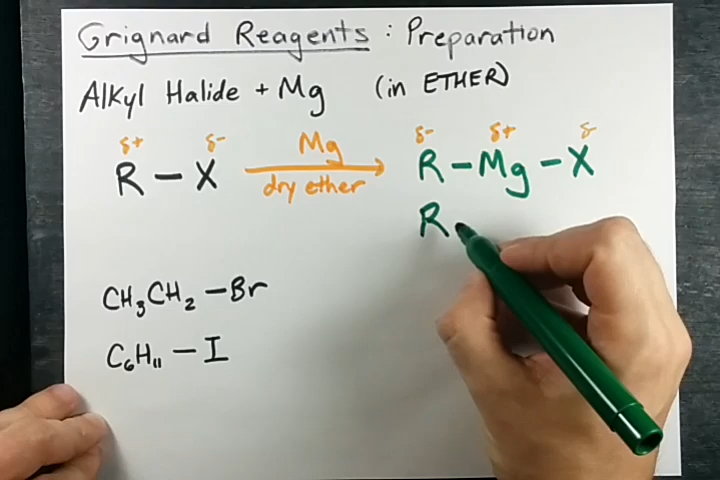 Grignard Reagents : Preparation
Alkyl Halide + Mg (in ETHER)
δ+ δ- Mg δ- δ+ δ-
R — X dry ether R — Mg — X
R
CH₃CH₂ — Br
C₆H₁₁ — I